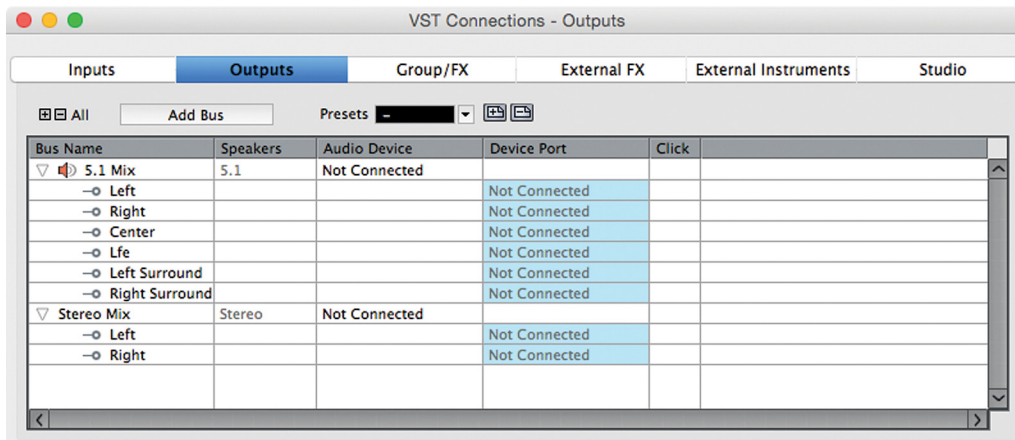 VST Connections - Outputs
Inputs Outputs Group/FX External FX External Instruments Studio
All Add Bus Presets -
Bus Name Speakers Audio Device Device Port Click
5.1 Mix 5.1 Not Connected
Left Not Connected
Right Not Connected
Center Not Connected
Lfe Not Connected
Left Surround Not Connected
Right Surround Not Connected
Stereo Mix Stereo Not Connected
Left Not Connected
Right Not Connected